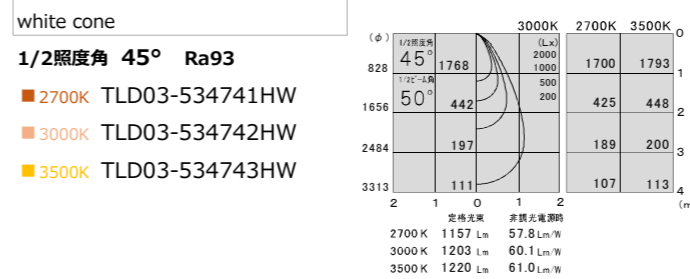 white cone
1/2照度角 45° Ra93
2700K TLD03-534741HW
3000K TLD03-534742HW
3500K TLD03-534743HW
3000K 2700K 3500K
(φ) 1/2照度角 45° (Lx) 0
828 1768 2000 1000 1700 1793 1
1/2ビーム角 50° 500 200
1656 442 425 448 2
2484 197 189 200 3
3313 111 107 113 4
2 1 0 1 2 (m
定格光束 非調光電源時
2700K 1157 Lm 57.8 Lm/W
3000K 1203 Lm 60.1 Lm/W
3500K 1220 Lm 61.0 Lm/W